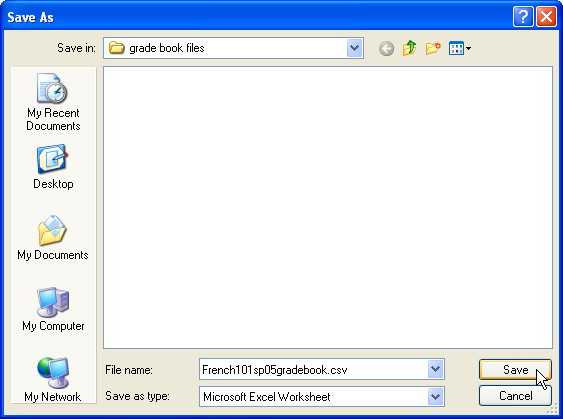 Save As
Save in: grade book files
My Recent
Documents
Desktop
My Documents
My Computer
My Network
File name: French101sp05gradebook.csv Save
Save as type: Microsoft Excel Worksheet Cancel